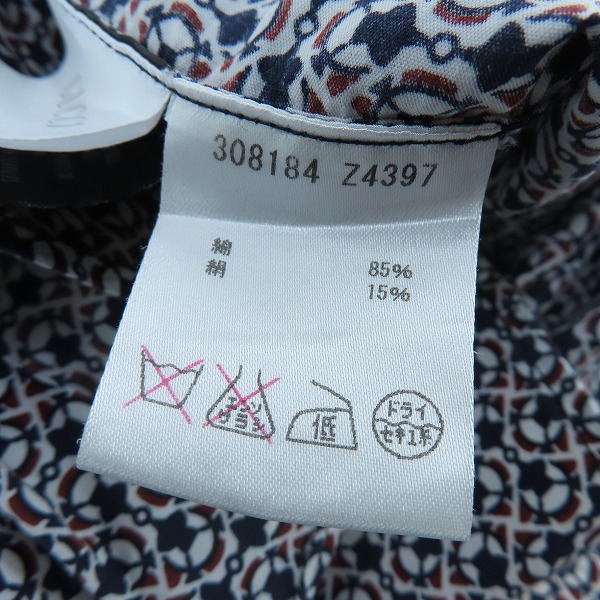 308184 Z4397
綿 85%
絹 15%
エンソ
サラシ
低
ドライ
セキユ系